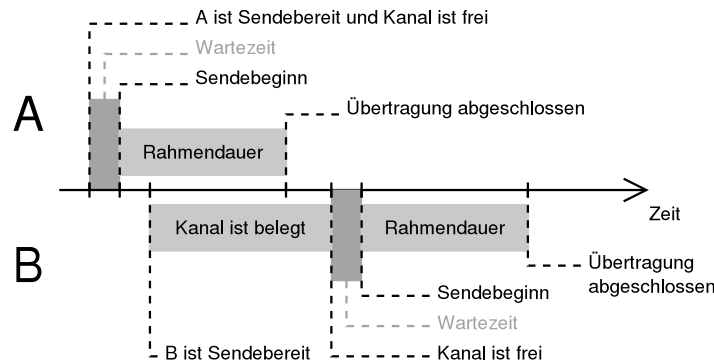 A ist Sendebereit und Kanal ist frei
Wartezeit
Sendebeginn
A
Übertragung abgeschlossen
Rahmendauer
Zeit
Kanal ist belegt
Rahmendauer
B
Übertragung
abgeschlossen
Sendebeginn
Wartezeit
B ist Sendebereit
Kanal ist frei